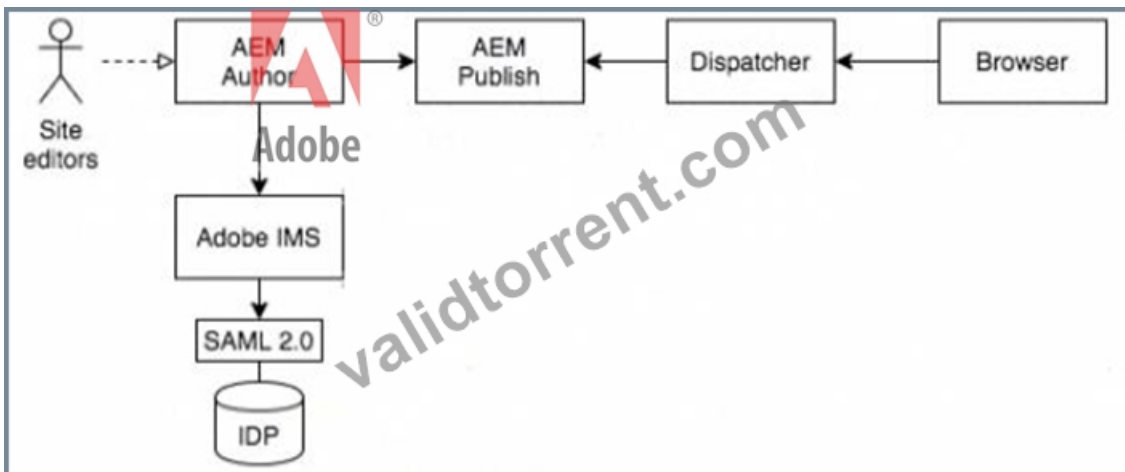 Site
editors
AEM
Author
AEM
Publish
Dispatcher
Browser
®
Adobe
Adobe IMS
SAML 2.0
IDP
validtorrent.com